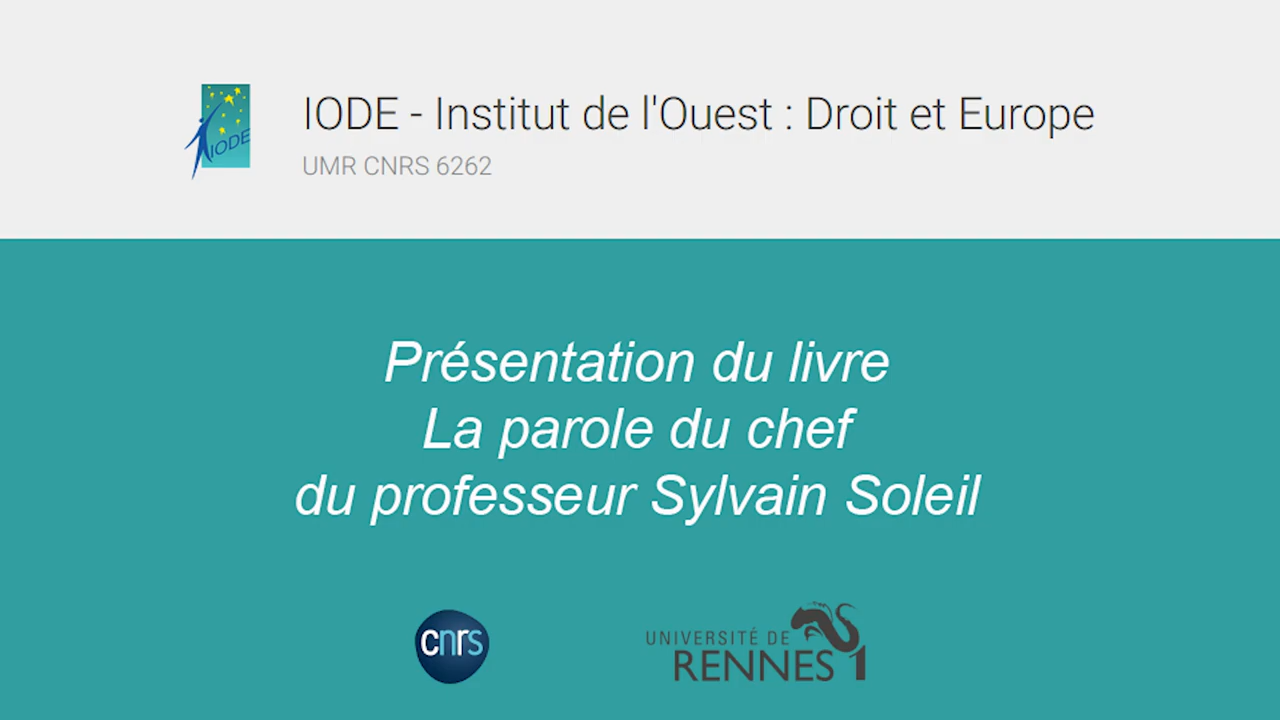 IODE
IODE - Institut de l'Ouest : Droit et Europe
UMR CNRS 6262
Présentation du livre
La parole du chef
du professeur Sylvain Soleil
cnrs
UNIVERSITÉ DE
RENNES 1